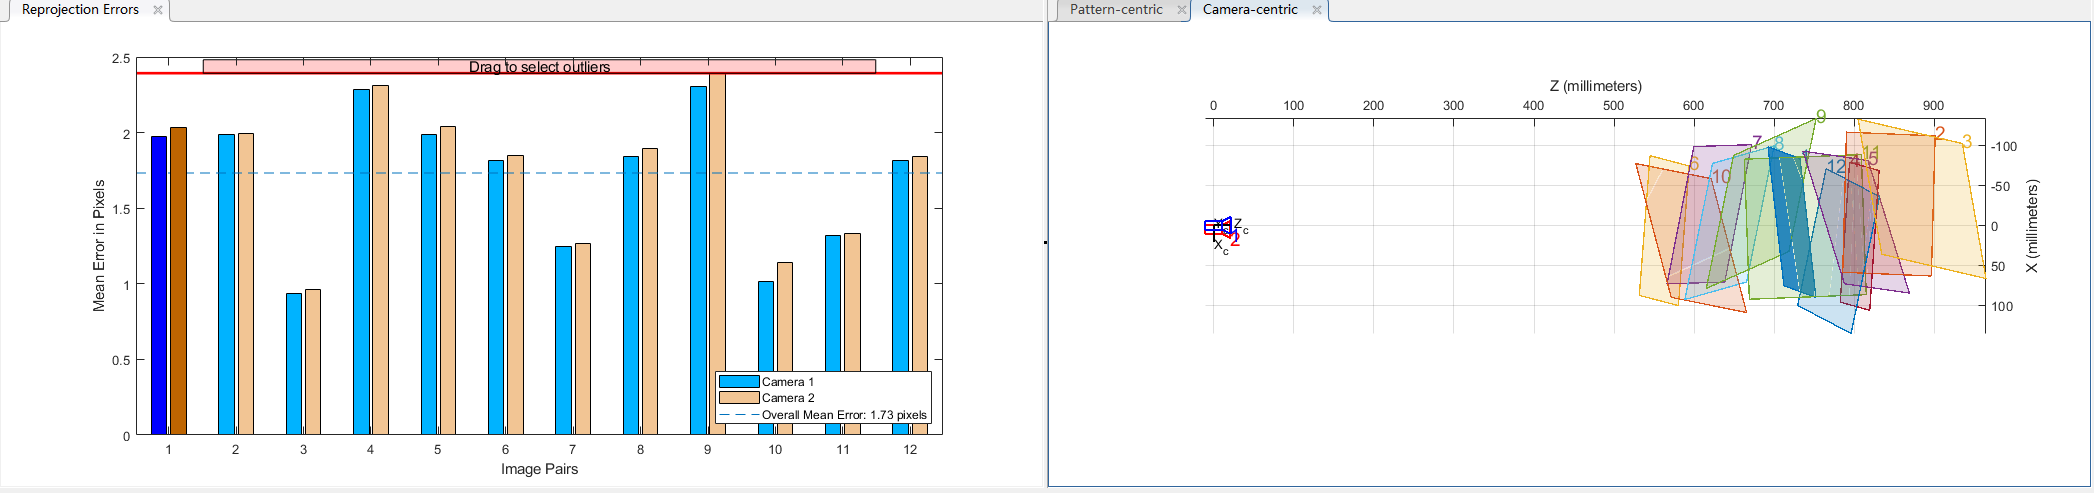 Reprojection Errors
Pattern-centric
Camera-centric
Drag to select outliers
2.5
2
1.5
1
0.5
0
Mean Error in Pixels
Camera 1
Camera 2
Overall Mean Error: 1.73 pixels
1 2 3 4 5 6 7 8 9 10 11 12
Image Pairs
Z (millimeters)
0 100 200 300 400 500 600 700 800 900
9
2
3
7
8
11
6
12
4
5
10
1
Zc
2
Xc
-100
-50
0
50
100
X (millimeters)